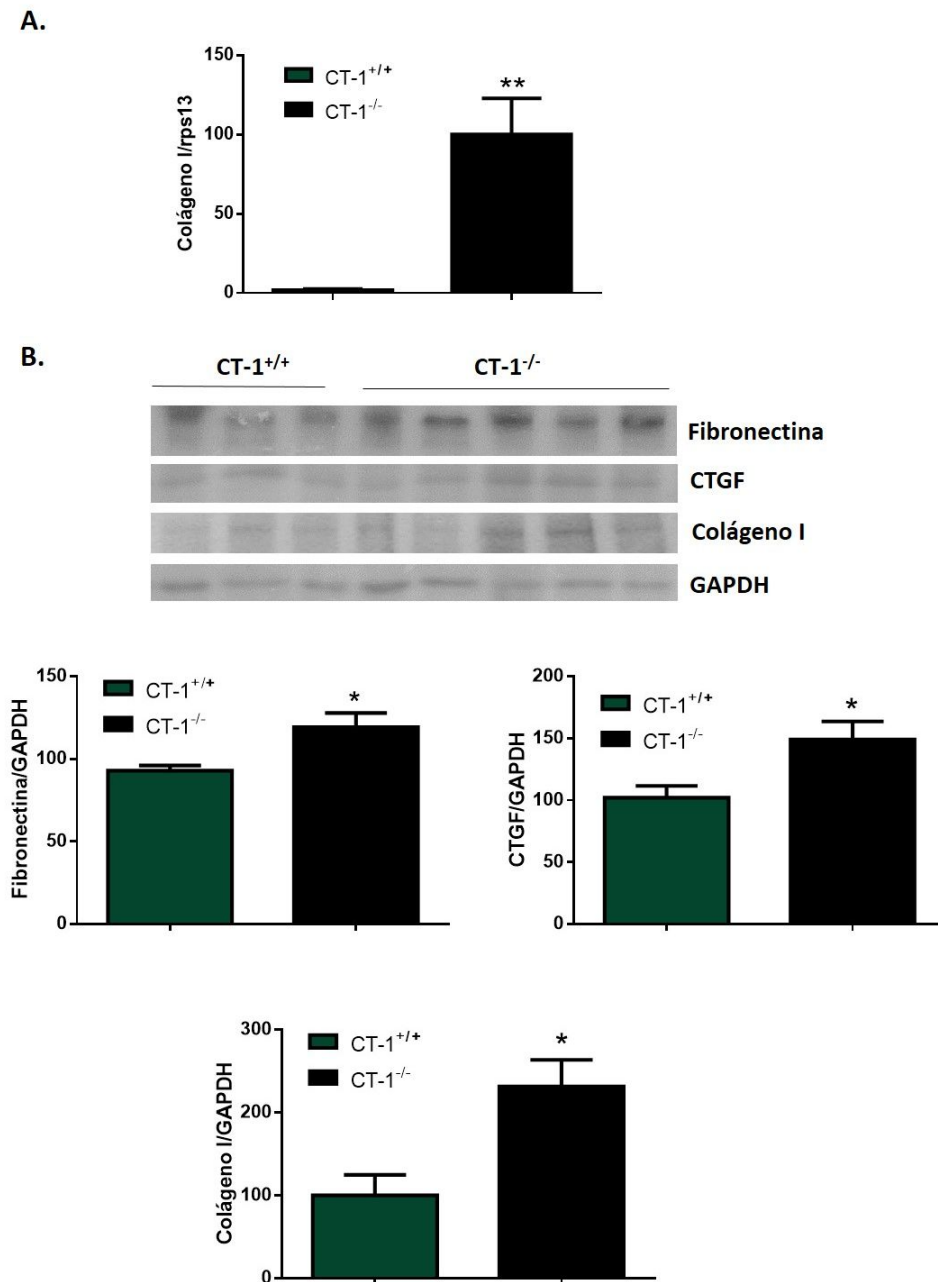 A.
150
100
50
0
Colágeno I/rps13
CT-1+/+
CT-1-/-
**
B.
CT-1+/+ CT-1-/-
Fibronectina
CTGF
Colágeno I
GAPDH
150
100
50
0
Fibronectina/GAPDH
CT-1+/+
CT-1-/-
*
200
150
100
50
0
CTGF/GAPDH
CT-1+/+
CT-1-/-
*
300
200
100
0
Colágeno I/GAPDH
CT-1+/+
CT-1-/-
*